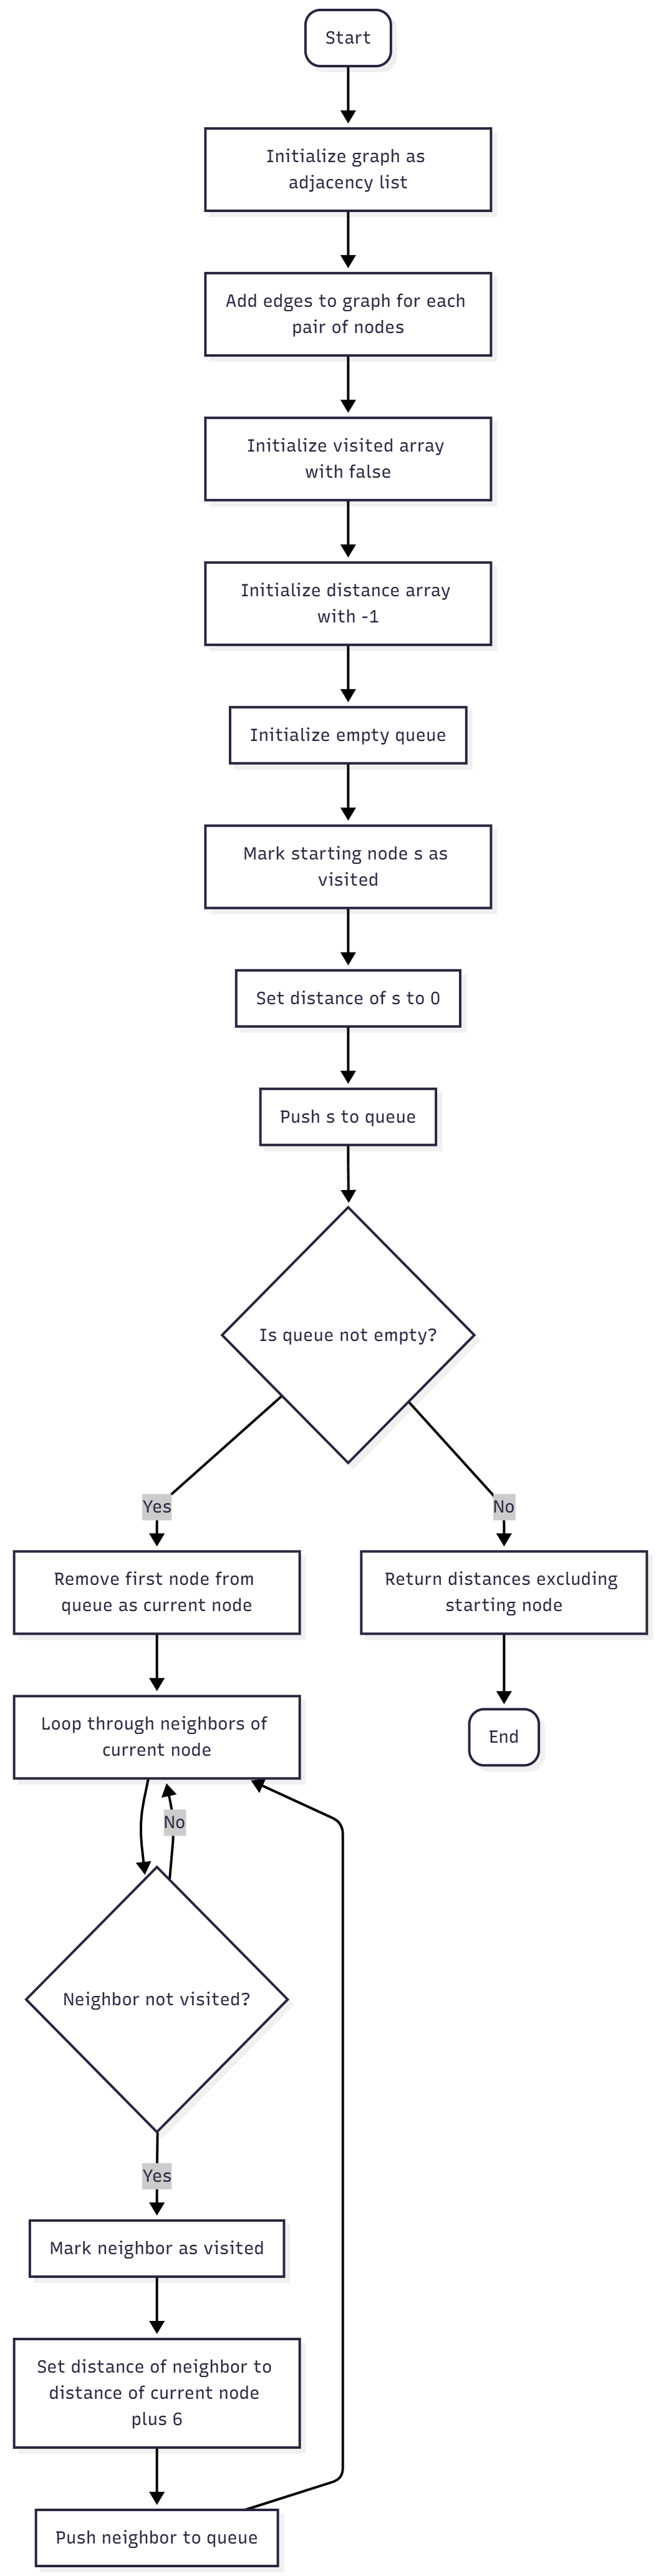 Start
Initialize graph as
adjacency list
Add edges to graph for each
pair of nodes
Initialize visited array
with false
Initialize distance array
with -1
Initialize empty queue
Mark starting node s as
visited
Set distance of s to 0
Push s to queue
Is queue not empty?
Yes
No
Remove first node from
queue as current node
Return distances excluding
starting node
Loop through neighbors of
current node
End
No
Neighbor not visited?
Yes
Mark neighbor as visited
Set distance of neighbor to
distance of current node
plus 6
Push neighbor to queue